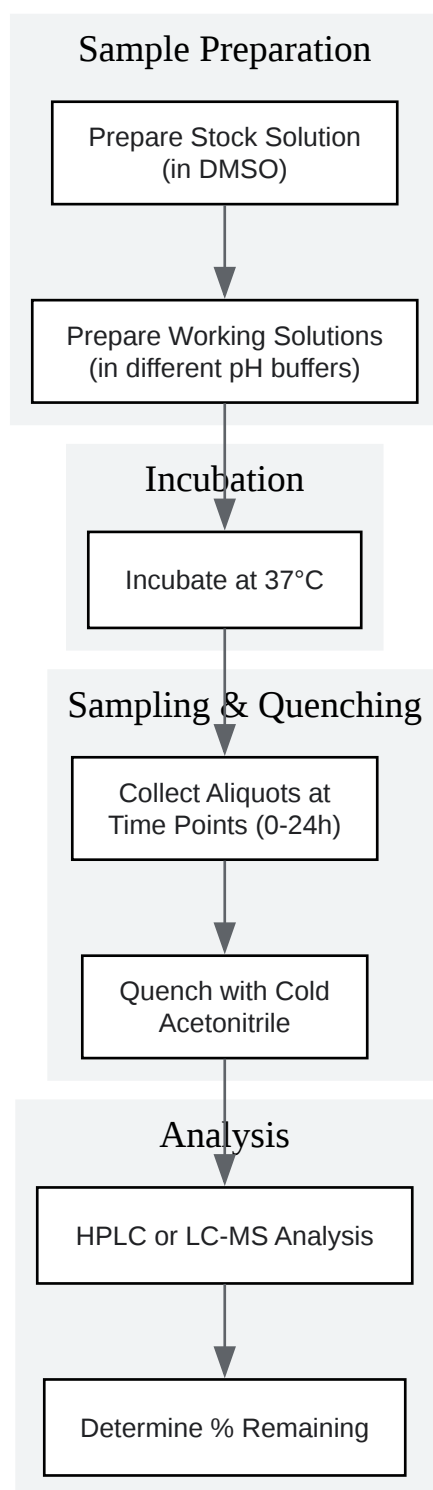 Sample Preparation
Prepare Stock Solution
(in DMSO)
Prepare Working Solutions
(in different pH buffers)
Incubation
Incubate at 37°C
Sampling & Quenching
Collect Aliquots at
Time Points (0-24h)
Quench with Cold
Acetonitrile
Analysis
HPLC or LC-MS Analysis
Determine % Remaining